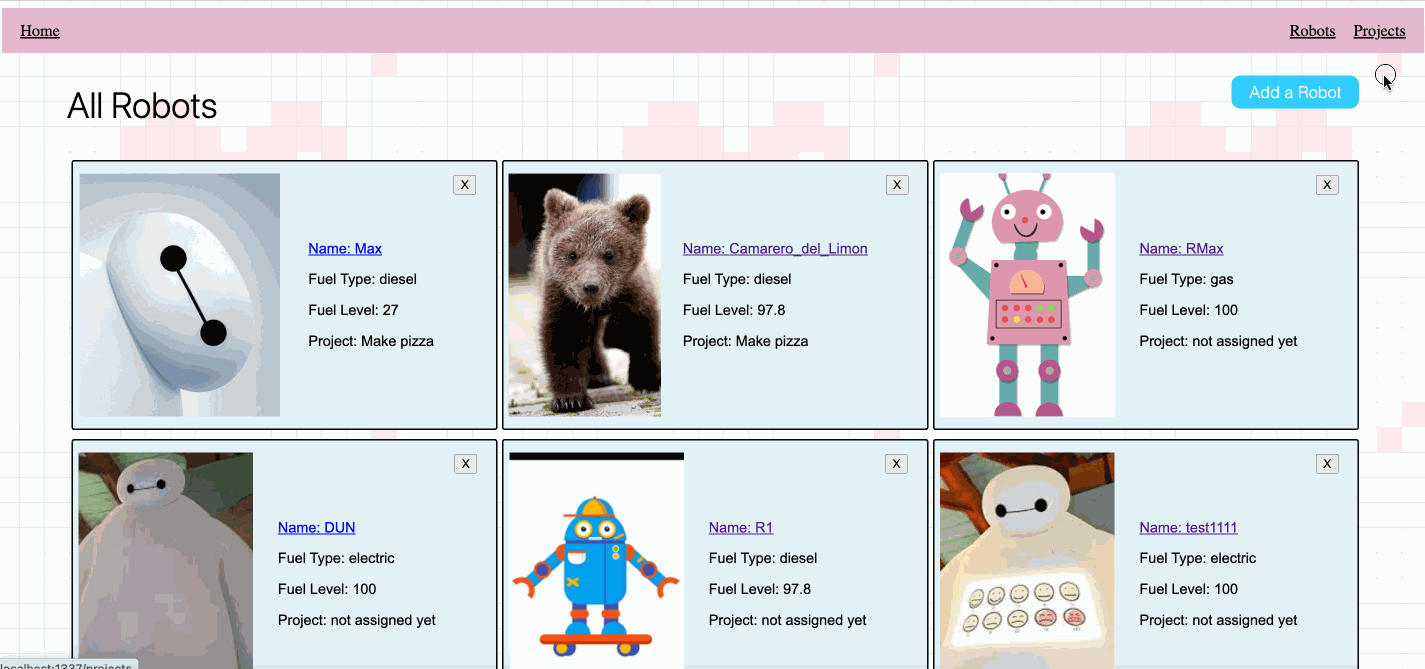 Home
Robots Projects
All Robots
Add a Robot
X
Name: Max
Fuel Type: diesel
Fuel Level: 27
Project: Make pizza
X
Name: Camarero_del_Limon
Fuel Type: diesel
Fuel Level: 97.8
Project: Make pizza
X
Name: RMax
Fuel Type: gas
Fuel Level: 100
Project: not assigned yet
X
Name: DUN
Fuel Type: electric
Fuel Level: 100
Project: not assigned yet
X
Name: R1
Fuel Type: diesel
Fuel Level: 97.8
Project: not assigned yet
X
Name: test1111
Fuel Type: electric
Fuel Level: 100
Project: not assigned yet
localhost:1337/projects